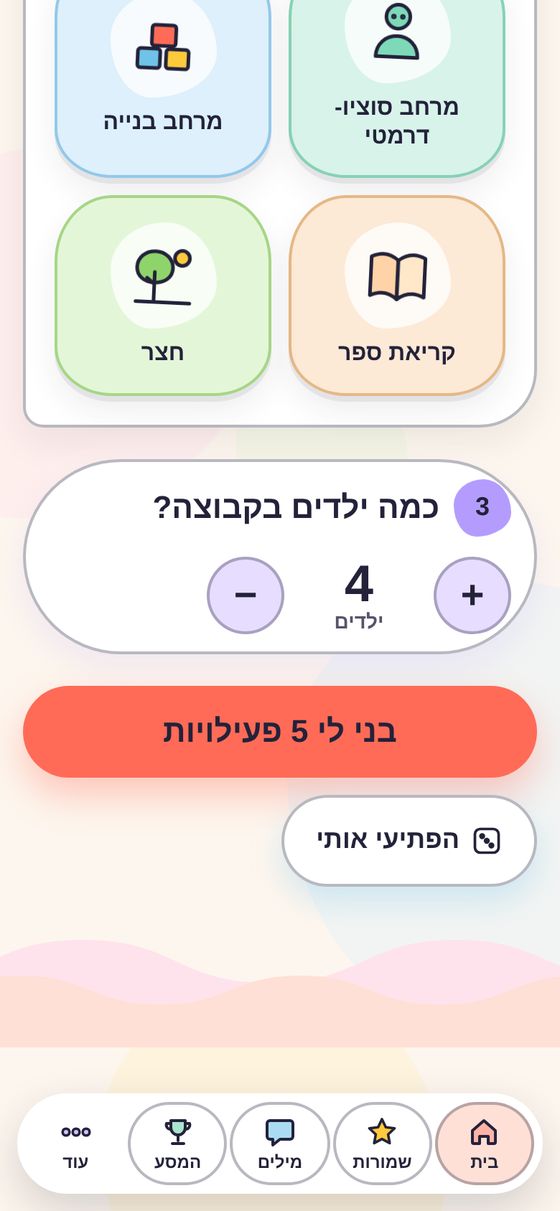 מרחב סוציו-
דרמטי
מרחב בנייה
קריאת ספר
חצר
3
כמה ילדים בקבוצה?
+
4
−
ילדים
בני לי 5 פעילויות
הפתיעי אותי
בית
שמורות
מילים
המסע
עוד